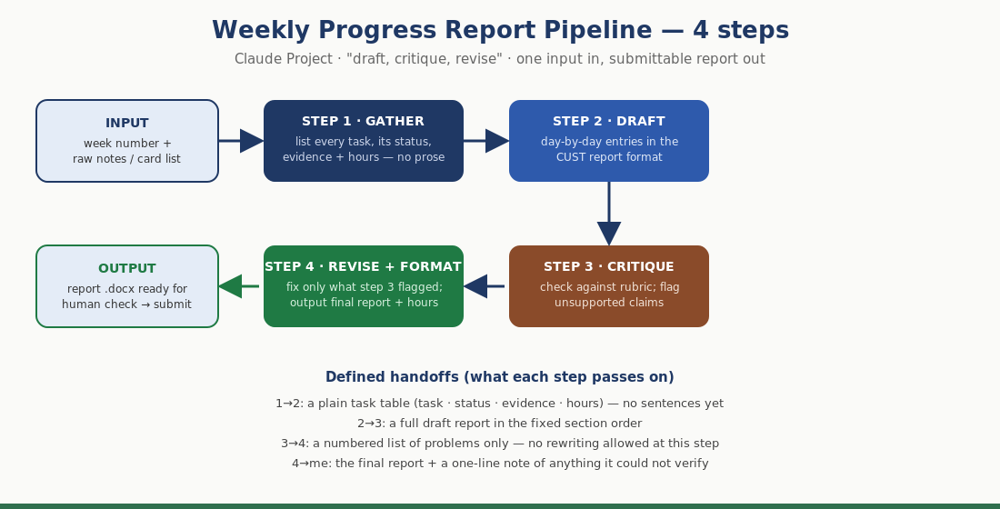 Weekly Progress Report Pipeline — 4 steps
Claude Project · "draft, critique, revise" · one input in, submittable report out
INPUT
week number +
raw notes / card list
STEP 1 · GATHER
list every task, its status,
evidence + hours — no prose
STEP 2 · DRAFT
day-by-day entries in the
CUST report format
STEP 3 · CRITIQUE
check against rubric; flag
unsupported claims
STEP 4 · REVISE + FORMAT
fix only what step 3 flagged;
output final report + hours
OUTPUT
report .docx ready for
human check → submit
Defined handoffs (what each step passes on)
1→2: a plain task table (task · status · evidence · hours) — no sentences yet
2→3: a full draft report in the fixed section order
3→4: a numbered list of problems only — no rewriting allowed at this step
4→me: the final report + a one-line note of anything it could not verify